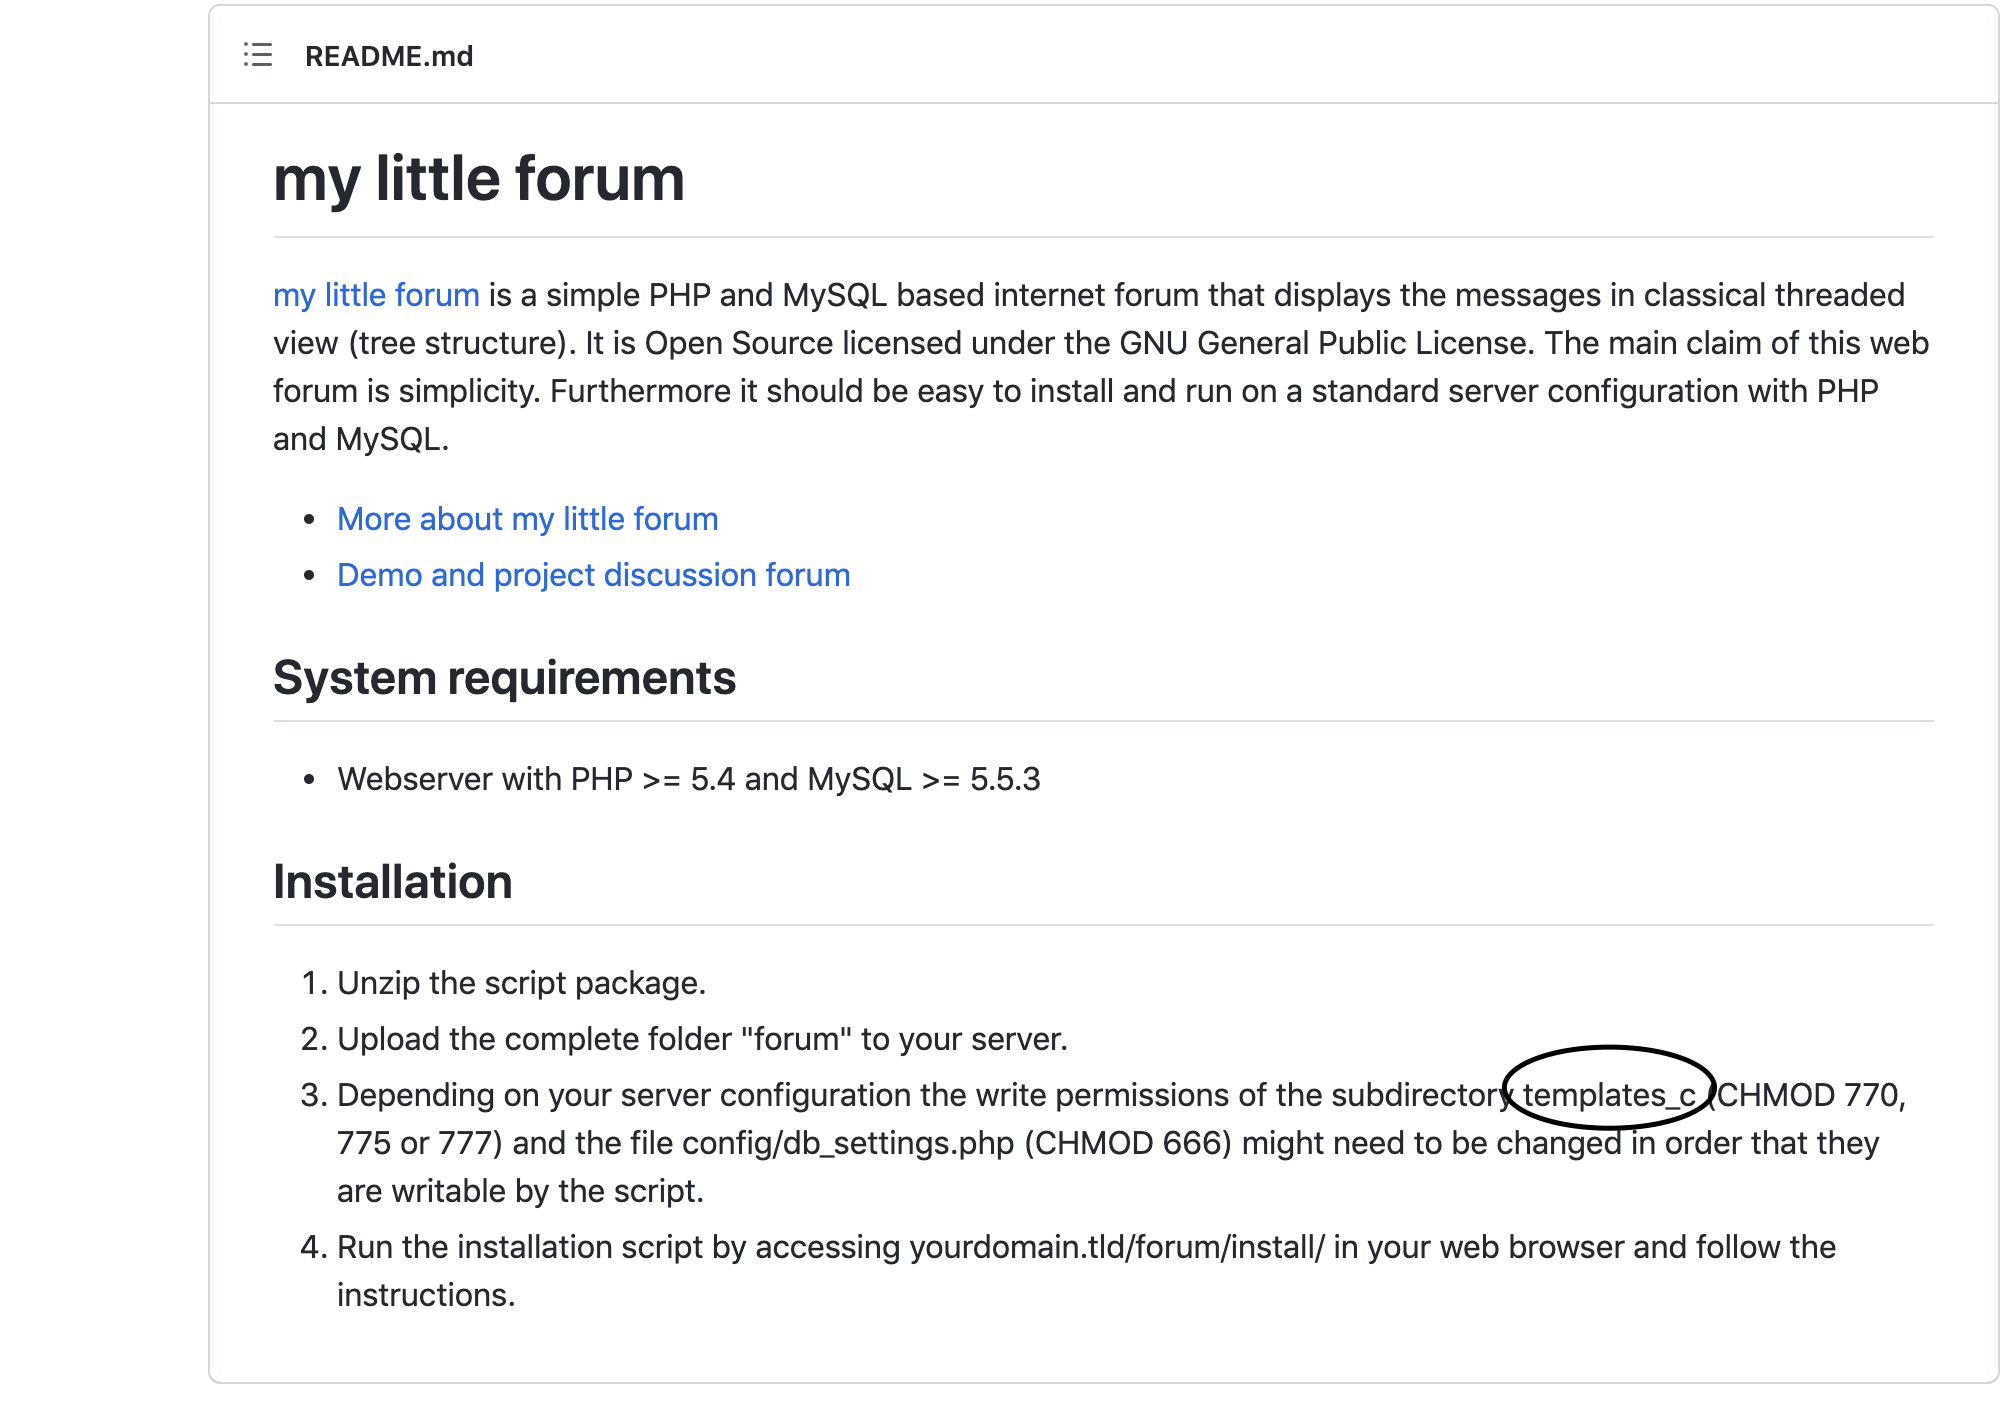 README.md
my little forum
my little forum is a simple PHP and MySQL based internet forum that displays the messages in classical threaded
view (tree structure). It is Open Source licensed under the GNU General Public License. The main claim of this web
forum is simplicity. Furthermore it should be easy to install and run on a standard server configuration with PHP
and MySQL.
• More about my little forum
• Demo and project discussion forum
System requirements
• Webserver with PHP >= 5.4 and MySQL >= 5.5.3
Installation
1. Unzip the script package.
2. Upload the complete folder "forum" to your server.
3. Depending on your server configuration the write permissions of the subdirectory templates_c (CHMOD 770,
775 or 777) and the file config/db_settings.php (CHMOD 666) might need to be changed in order that they
are writable by the script.
4. Run the installation script by accessing yourdomain.tld/forum/install/ in your web browser and follow the
instructions.